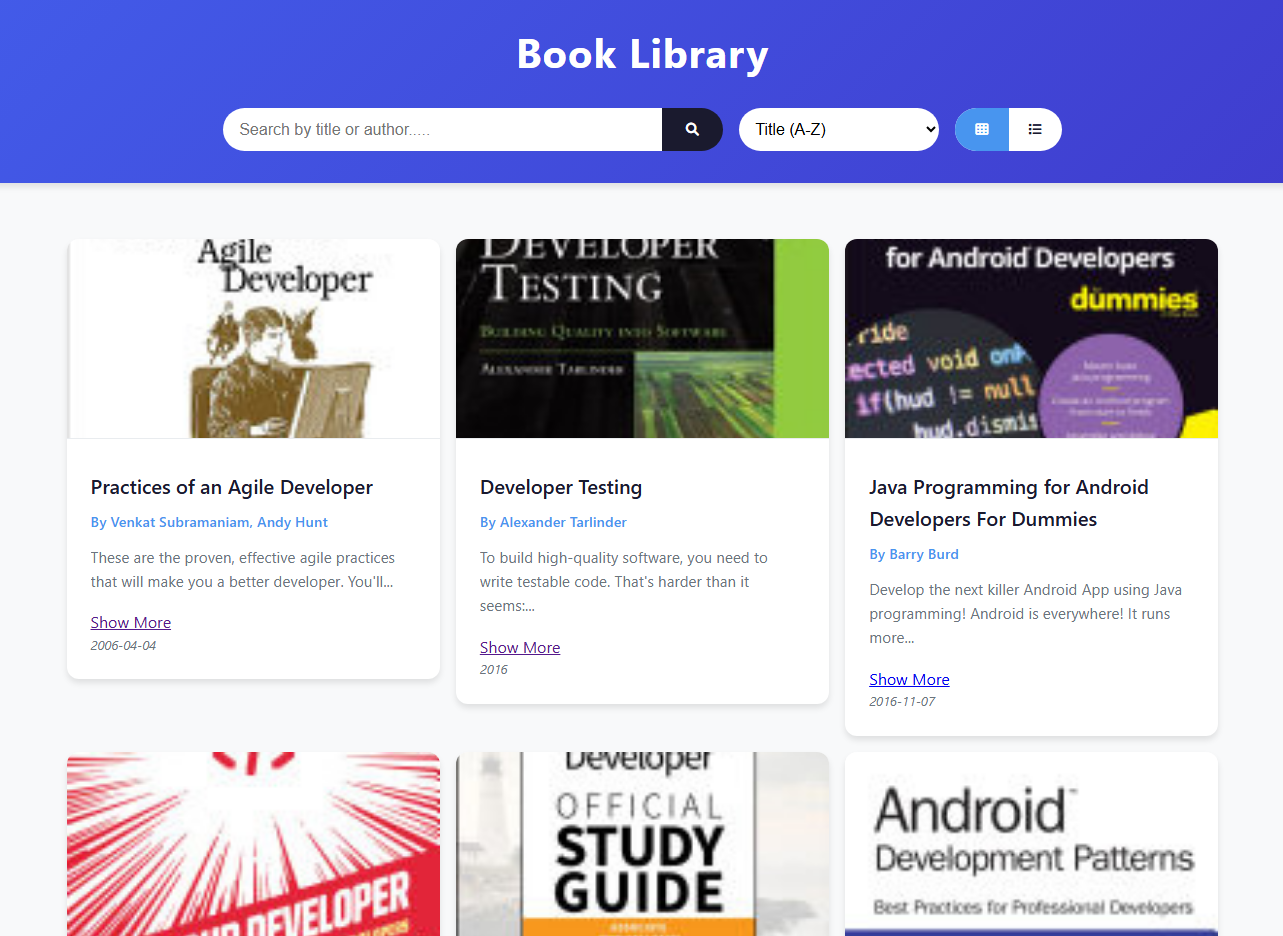 Book Library
Search by title or author.....
Title (A-Z)
Agile
Developer
DEVELOPER
TESTING
BUILDING QUALITY INTO SOFTWARE
ALEXANDER TARLINDER
for Android Developers
dummies
ride
ected void onA
if(hud != null
hud.dismis
Practices of an Agile Developer
By Venkat Subramaniam, Andy Hunt
These are the proven, effective agile practices
that will make you a better developer. You'll...
Show More
2006-04-04
Developer Testing
By Alexander Tarlinder
To build high-quality software, you need to
write testable code. That's harder than it
seems:...
Show More
2016
Java Programming for Android
Developers For Dummies
By Barry Burd
Develop the next killer Android App using Java
programming! Android is everywhere! It runs
more...
Show More
2016-11-07
DEVELOPER
Developer
OFFICIAL
STUDY
GUIDE
ASSOCIATE
Android™
Development Patterns
Best Practices for Professional Developers